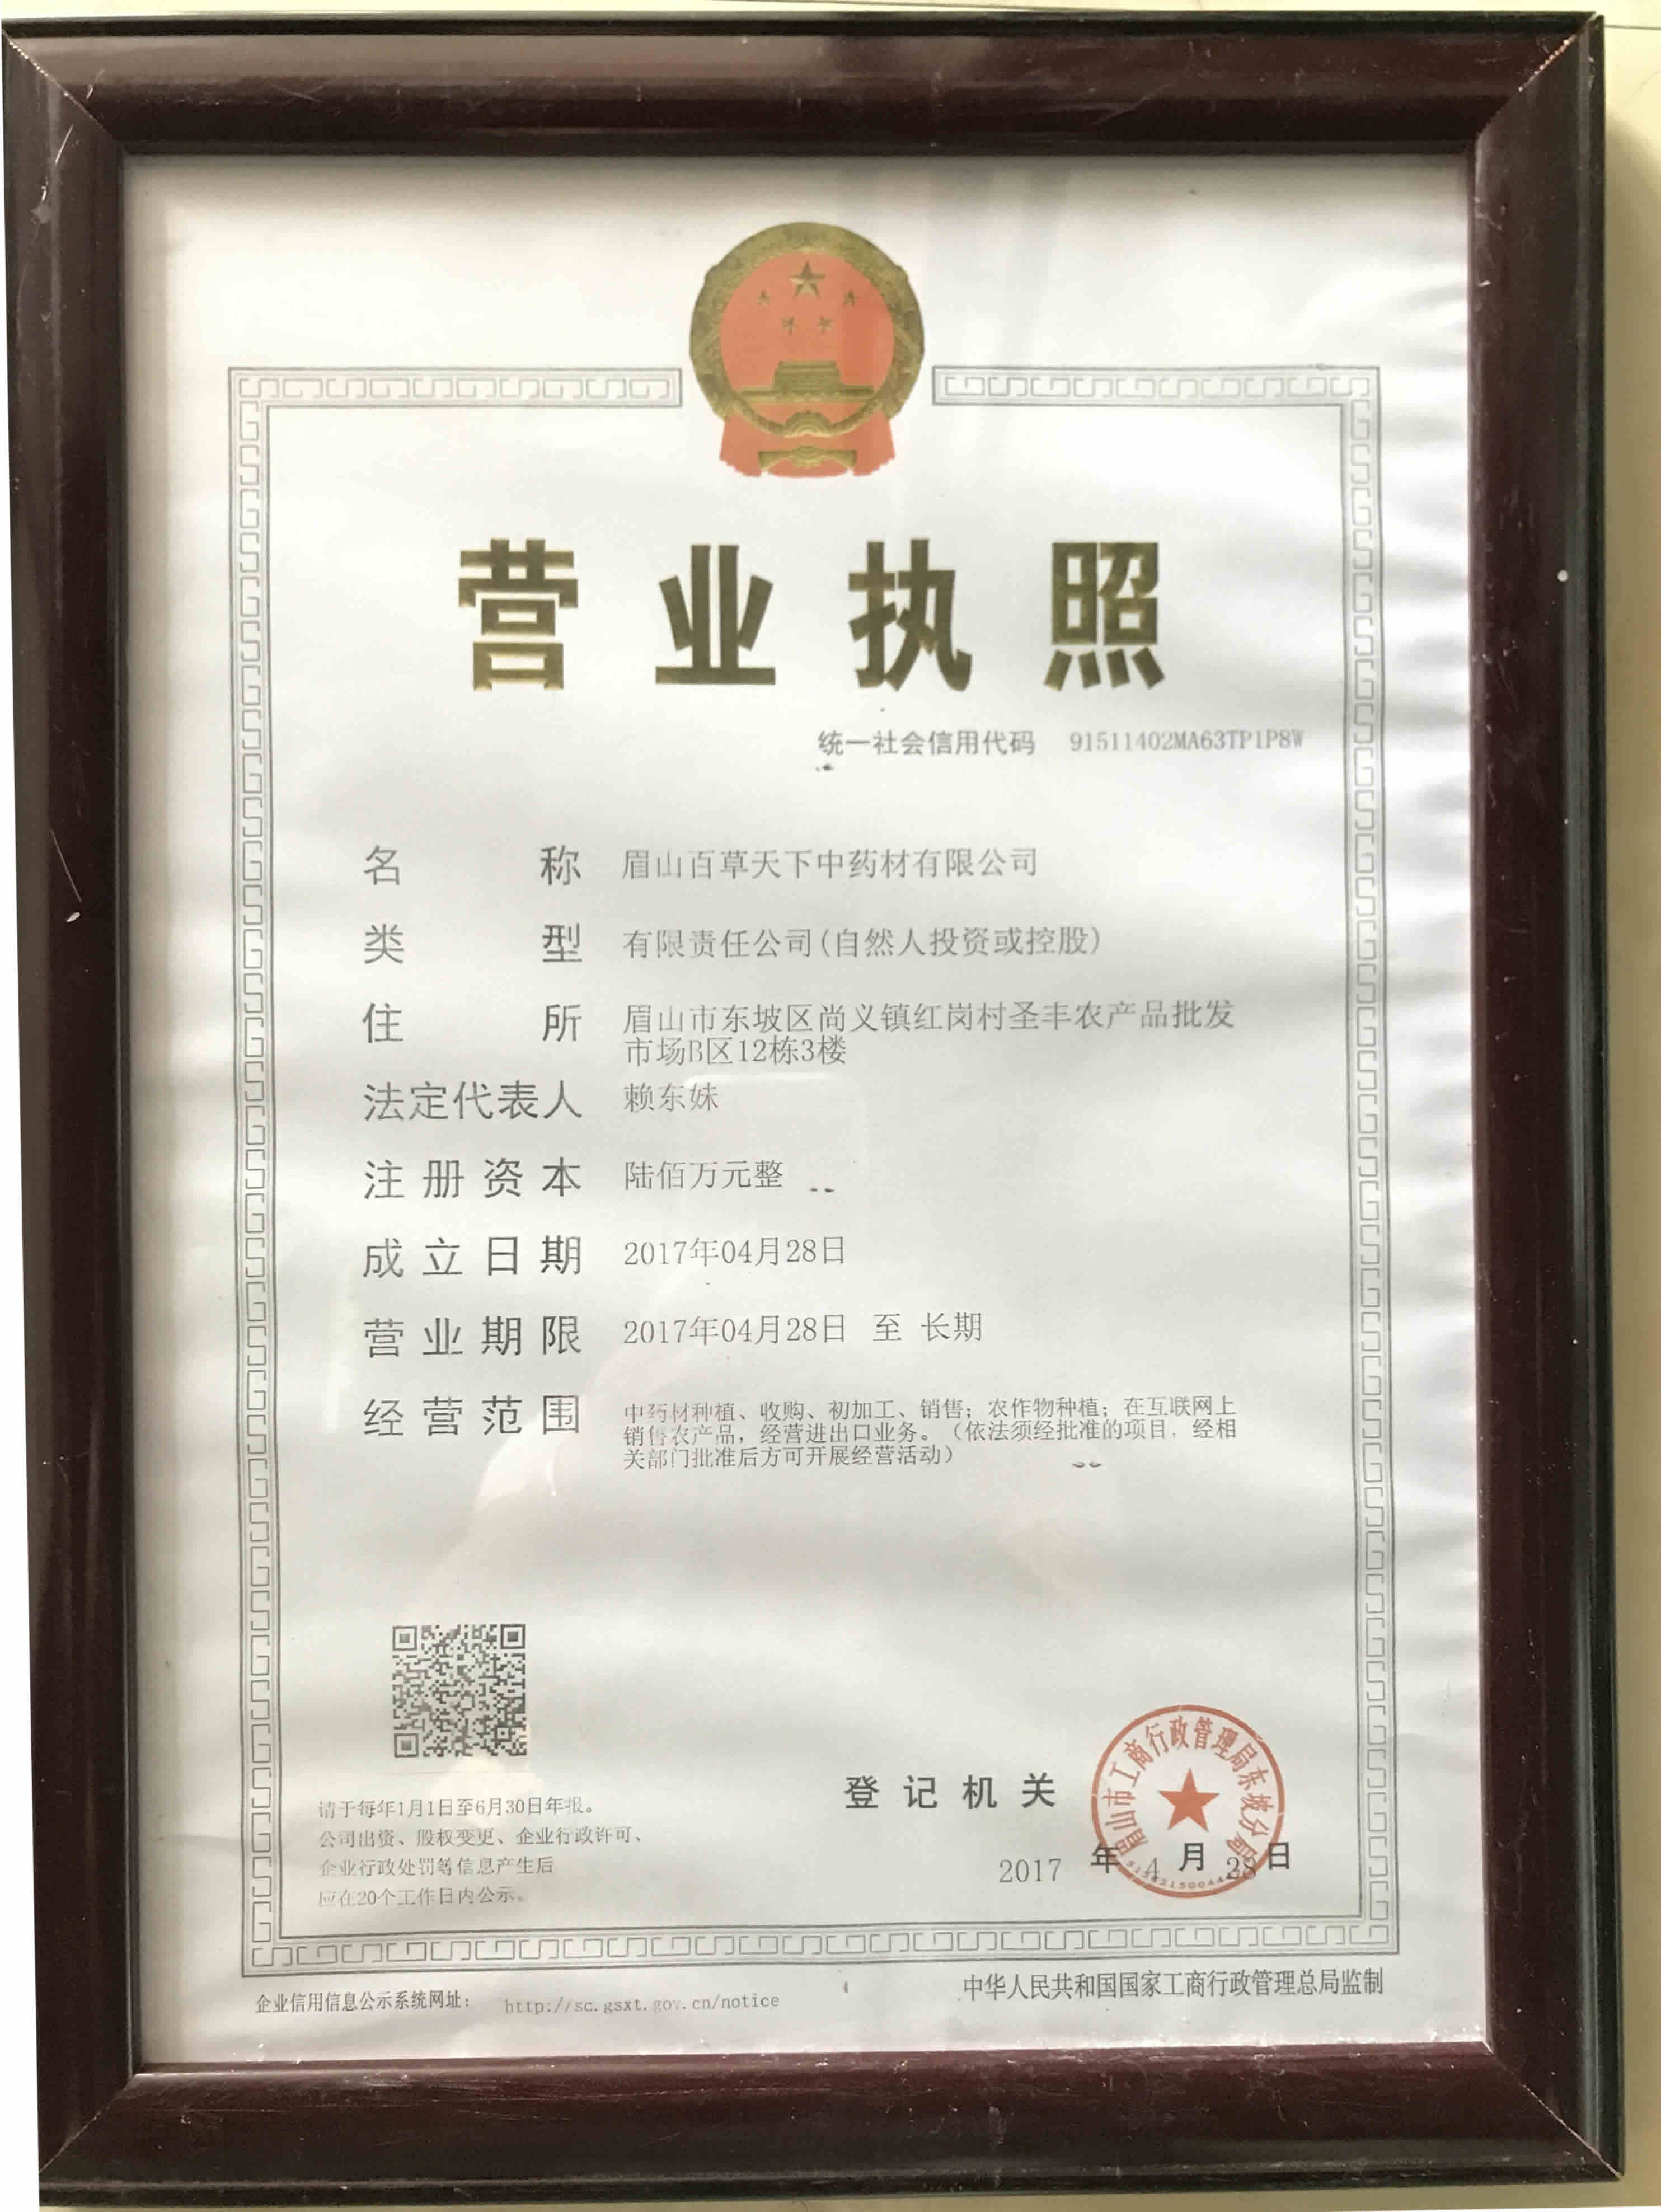 营业执照
统一社会信用代码 91511402MA63TP1P8W
名称 眉山百草天下中药材有限公司
类型 有限责任公司(自然人投资或控股)
住所 眉山市东坡区尚义镇红岗村圣丰农产品批发
市场B区12栋3楼
法定代表人 赖东妹
注册资本 陆佰万元整
成立日期 2017年04月28日
营业期限 2017年04月28日 至 长期
经营范围 中药材种植、收购、初加工、销售；农作物种植；在互联网上
销售农产品，经营进出口业务。（依法须经批准的项目，经相
关部门批准后方可开展经营活动）
请于每年1月1日至6月30日年报。
公司出资、股权变更、企业行政许可、
企业行政处罚等信息产生后
应在20个工作日内公示。
登记机关
眉山市工商行政管理局东坡分局
2017 年 4 月 28 日
企业信用信息公示系统网址： http://sc.gsxt.gov.cn/notice
中华人民共和国国家工商行政管理总局监制